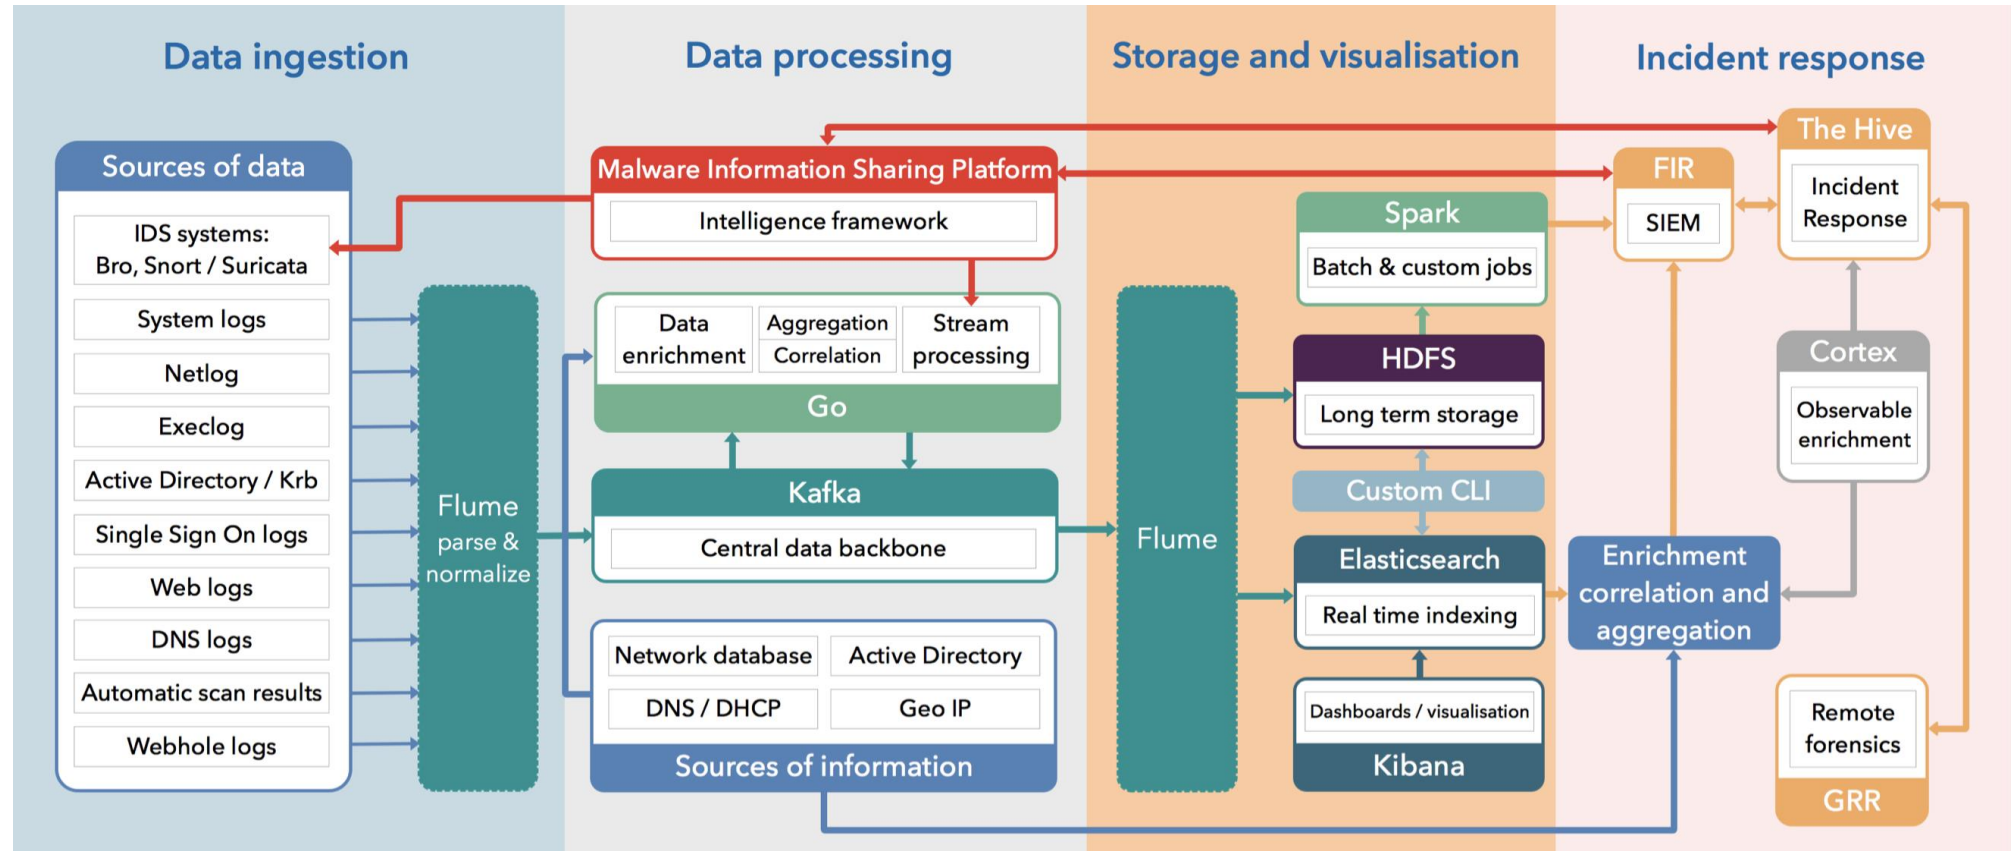 Data ingestion
Data processing
Storage and visualisation
Incident response
Sources of data
IDS systems:
Bro, Snort / Suricata
System logs
Netlog
Execlog
Active Directory / Krb
Single Sign On logs
Web logs
DNS logs
Automatic scan results
Webhole logs
Flume
parse &
normalize
Malware Information Sharing Platform
Intelligence framework
Data
enrichment
Aggregation
Correlation
Stream
processing
Go
Kafka
Central data backbone
Network database
Active Directory
DNS / DHCP
Geo IP
Sources of information
Flume
Spark
Batch & custom jobs
HDFS
Long term storage
Custom CLI
Elasticsearch
Real time indexing
Dashboards / visualisation
Kibana
FIR
SIEM
The Hive
Incident
Response
Cortex
Observable
enrichment
Enrichment
correlation and
aggregation
Remote
forensics
GRR